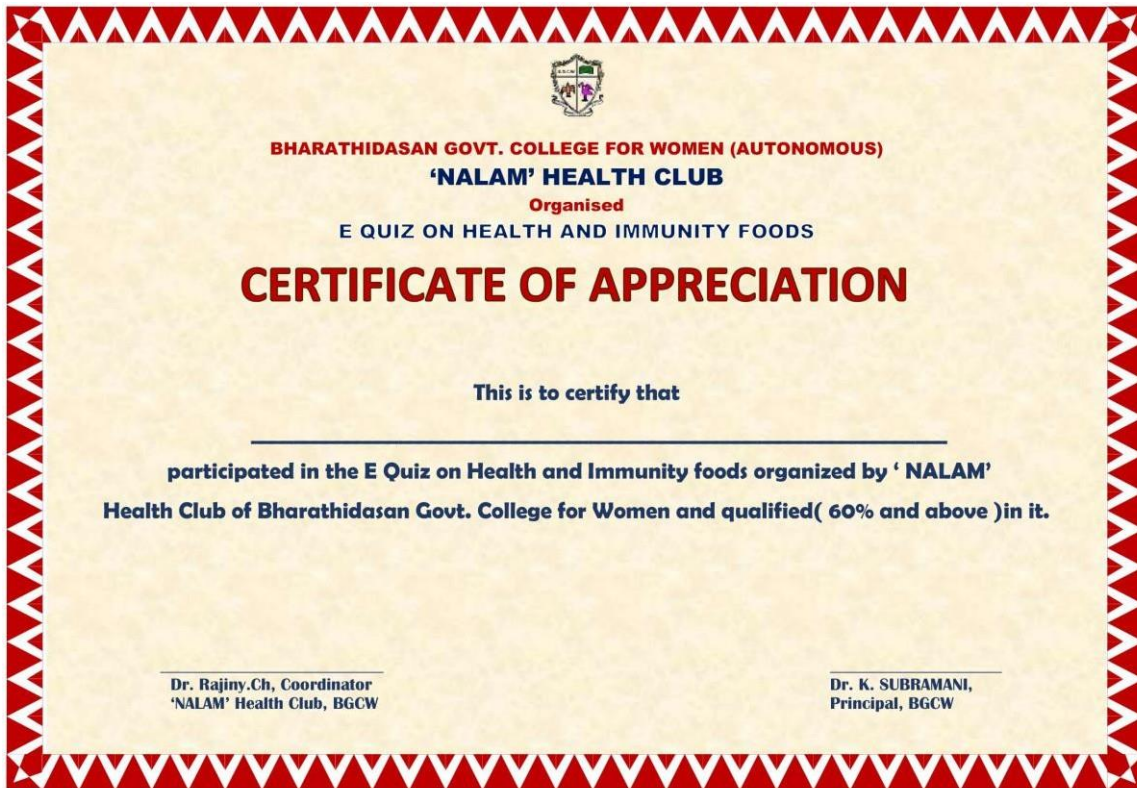 B.G.C.W
BHARATHIDASAN GOVT. COLLEGE FOR WOMEN (AUTONOMOUS)
‘NALAM’ HEALTH CLUB
Organised
E QUIZ ON HEALTH AND IMMUNITY FOODS
CERTIFICATE OF APPRECIATION
This is to certify that
participated in the E Quiz on Health and Immunity foods organized by ‘ NALAM’
Health Club of Bharathidasan Govt. College for Women and qualified( 60% and above )in it.
Dr. Rajiny.Ch, Coordinator
‘NALAM’ Health Club, BGCW
Dr. K. SUBRAMANI,
Principal, BGCW